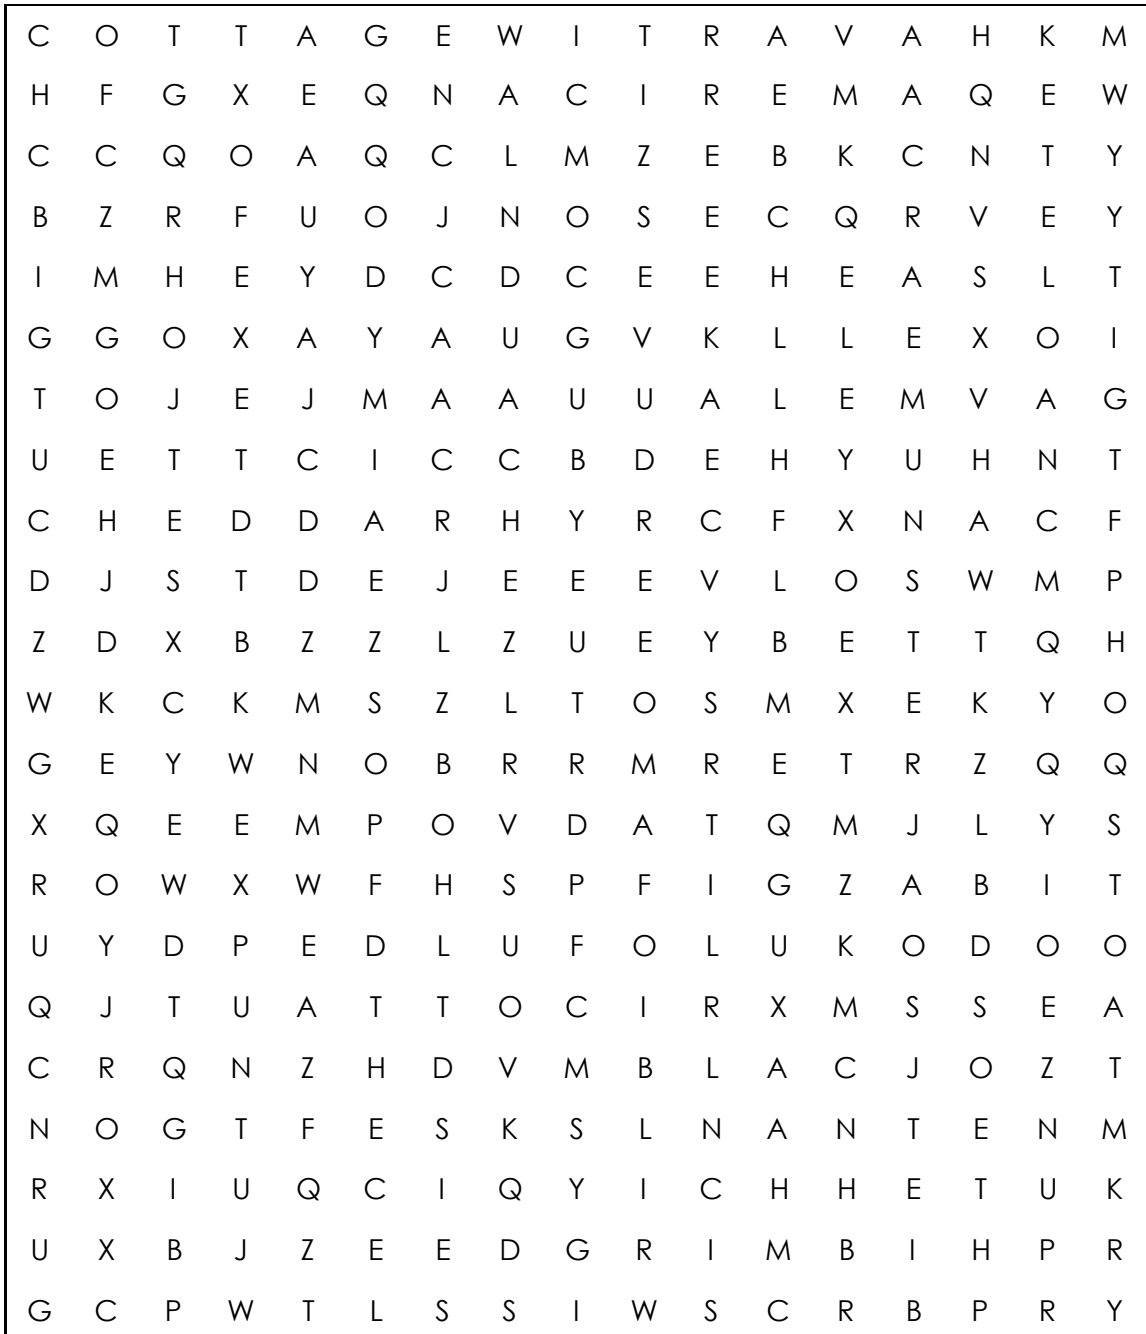 C O T T A G E W I T R A V A H K M
H F G X E Q N A C I R E M A Q E W
C C Q O A Q C L M Z E B K C N T Y
B Z R F U O J N O S E C Q R V E Y
I M H E Y D C D C E E H E A S L T
G G O X A Y A U G V K L L E X O I
T O J E J M A A U U A L E M V A G
U E T T C I C C B D E H Y U H N T
C H E D D A R H Y R C F X N A C F
D J S T D E J E E E V L O S W M P
Z D X B Z Z L Z U E Y B E T T Q H
W K C K M S Z L T O S M X E K Y O
G E Y W N O B R R M R E T R Z Q Q
X Q E E M P O V D A T Q M J L Y S
R O W X W F H S P F I G Z A B I T
U Y D P E D L U F O L U K O D O O
Q J T U A T T O C I R X M S S E A
C R Q N Z H D V M B L A C J O Z T
N O G T F E S K S L N A N T E N M
R X I U Q C I Q Y I C H H E T U K
U X B J Z E E D G R I M B I H P R
G C P W T L S S I W S C R B P R Y